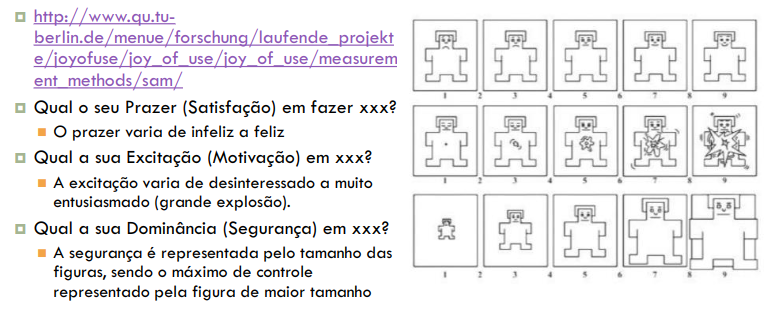 http://www.qu.tu-
berlin.de/menue/forschung/laufende_projekt
e/joyofuse/joy_of_use/joy_of_use/measurem
ent_methods/sam/
Qual o seu Prazer (Satisfação) em fazer xxx?
O prazer varia de infeliz a feliz
Qual a sua Excitação (Motivação) em xxx?
A excitação varia de desinteressado a muito
entusiasmado (grande explosão).
Qual a sua Dominância (Segurança) em xxx?
A segurança é representada pelo tamanho das
figuras, sendo o máximo de controle
representado pela figura de maior tamanho
1 2 3 4 5 6 7 8 9
1 2 3 4 5 6 7 8 9
1 2 3 4 5 6 7 8 9